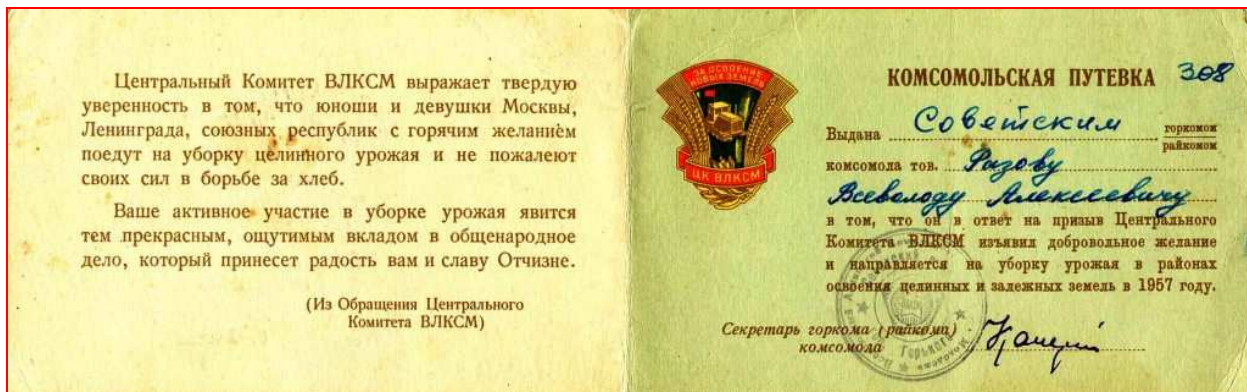 Центральный Комитет ВЛКСМ выражает твердую
уверенность в том, что юноши и девушки Москвы,
Ленинграда, союзных республик с горячим желанием
поедут на уборку целинного урожая и не пожалеют
своих сил в борьбе за хлеб.
Ваше активное участие в уборке урожая явится
тем прекрасным, ощутимым вкладом в общенародное
дело, который принесет радость вам и славу Отчизне.
(Из Обращения Центрального
Комитета ВЛКСМ)
ЗА ОСВОЕНИЕ
НОВЫХ ЗЕМЕЛЬ
ЦК ВЛКСМ
КОМСОМОЛЬСКАЯ ПУТЕВКА 308
Выдана Советским горкомом
райкомом
комсомола тов. Разову
Всеволоду Алексеевичу
в том, что он в ответ на призыв Центрального
Комитета ВЛКСМ изъявил добровольное желание
и направляется на уборку урожая в районах
освоения целинных и залежных земель в 1957 году.
Секретарь горкома (райкома)
комсомола
Горького